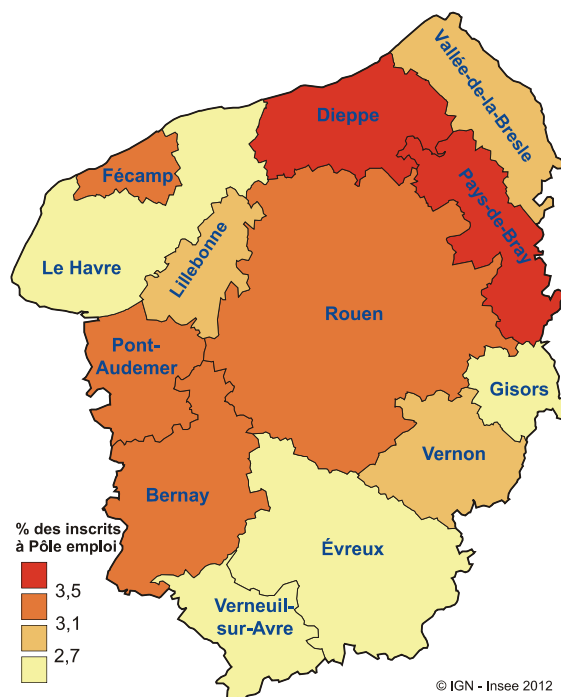 Vallée-de-la-Bresle
Dieppe
Fécamp
Pays-de-Bray
Le Havre
Lillebonne
Rouen
Pont-
Audemer
Gisors
Vernon
Bernay
% des inscrits
à Pôle emploi
3,5
3,1
2,7
Évreux
Verneuil-
sur-Avre
© IGN - Insee 2012